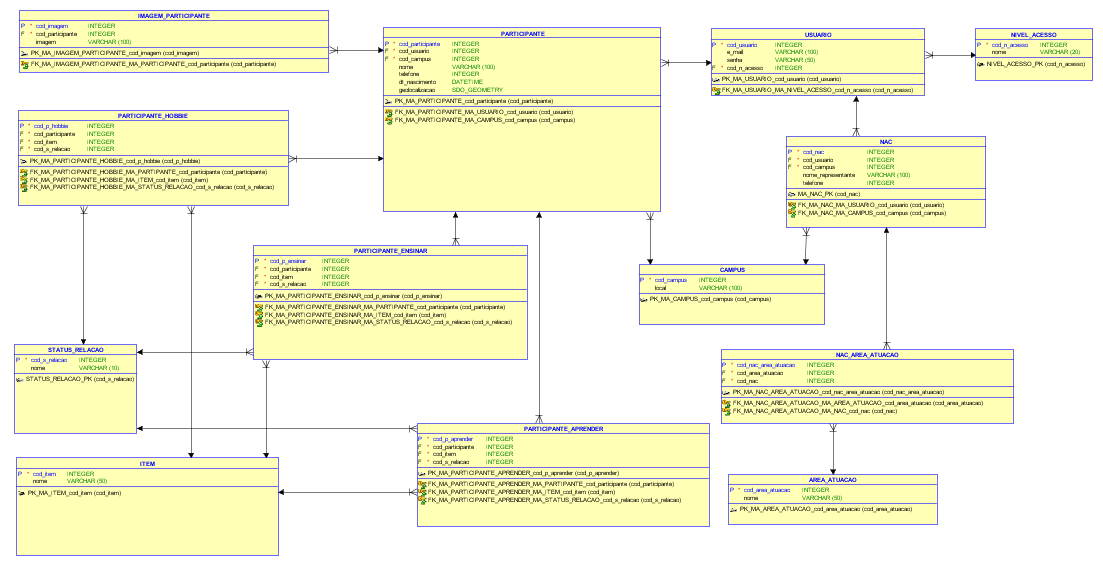 IMAGEM_PARTICIPANTE
P * cod_imagem INTEGER
F * cod_participante INTEGER
imagem VARCHAR (100)
PK_MA_IMAGEM_PARTICIPANTE_cod_imagem (cod_imagem)
FK_MA_IMAGEM_PARTICIPANTE_MA_PARTICIPANTE_cod_participante (cod_participante)
PARTICIPANTE
P * cod_participante INTEGER
F * cod_usuario INTEGER
F * cod_campus INTEGER
nome VARCHAR (100)
telefone INTEGER
dt_nascimento DATETIME
geolocalizacao SDO_GEOMETRY
PK_MA_PARTICIPANTE_cod_participante (cod_participante)
FK_MA_PARTICIPANTE_MA_USUARIO_cod_usuario (cod_usuario)
FK_MA_PARTICIPANTE_MA_CAMPUS_cod_campus (cod_campus)
USUARIO
P * cod_usuario INTEGER
e_mail VARCHAR (100)
senha VARCHAR (50)
F * cod_n_acesso INTEGER
PK_MA_USUARIO_cod_usuario (cod_usuario)
FK_MA_USUARIO_MA_NIVEL_ACESSO_cod_n_acesso (cod_n_acesso)
NIVEL_ACESSO
P * cod_n_acesso INTEGER
nome VARCHAR (20)
NIVEL_ACESSO_PK (cod_n_acesso)
PARTICIPANTE_HOBBIE
P * cod_p_hobbie INTEGER
F * cod_participante INTEGER
F * cod_item INTEGER
F * cod_s_relacao INTEGER
PK_MA_PARTICIPANTE_HOBBIE_cod_p_hobbie (cod_p_hobbie)
FK_MA_PARTICIPANTE_HOBBIE_MA_PARTIPANTE_cod_participante (cod_participante)
FK_MA_PARTICIPANTE_HOBBIE_MA_ITEM_cod_item (cod_item)
FK_MA_PARTICIPANTE_HOBBIE_MA_STATUS_RELACAO_cod_s_relacao (cod_s_relacao)
NAC
P * cod_nac INTEGER
F * cod_usuario INTEGER
F * cod_campus INTEGER
nome_representante VARCHAR (100)
telefone INTEGER
MA_NAC_PK (cod_nac)
FK_MA_NAC_MA_USUARIO_cod_usuario (cod_usuario)
FK_MA_NAC_MA_CAMPUS_cod_campus (cod_campus)
PARTICIPANTE_ENSINAR
P * cod_p_ensinar INTEGER
F * cod_participante INTEGER
F * cod_item INTEGER
F * cod_s_relacao INTEGER
PK_MA_PARTICIPANTE_ENSINAR_cod_p_ensinar (cod_p_ensinar)
FK_MA_PARTICIPANTE_ENSINAR_MA_PARTIPANTE_cod_participante (cod_participante)
FK_MA_PARTICIPANTE_ENSINAR_MA_ITEM_cod_item (cod_item)
FK_MA_PARTICIPANTE_ENSINAR_MA_STATUS_RELACAO_cod_s_relacao (cod_s_relacao)
CAMPUS
P * cod_campus INTEGER
local VARCHAR (100)
PK_MA_CAMPUS_cod_campus (cod_campus)
STATUS_RELACAO
P * cod_s_relacao INTEGER
nome VARCHAR (10)
STATUS_RELACAO_PK (cod_s_relacao)
NAC_AREA_ATUACAO
P * cod_nac_area_atuacao INTEGER
F * cod_area_atuacao INTEGER
F * cod_nac INTEGER
PK_MA_NAC_AREA_ATUACAO_cod_nac_area_atuacao (cod_nac_area_atuacao)
FK_MA_NAC_AREA_ATUACAO_MA_AREA_ATUACAO_cod_area_atuacao (cod_area_atuacao)
FK_MA_NAC_AREA_ATUACAO_MA_NAC_cod_nac (cod_nac)
PARTICIPANTE_APRENDER
P * cod_p_aprender INTEGER
F * cod_participante INTEGER
F * cod_item INTEGER
F * cod_s_relacao INTEGER
PK_MA_PARTICIPANTE_APRENDER_cod_p_aprender (cod_p_aprender)
FK_MA_PARTICIPANTE_APRENDER_MA_PARTICIPANTE_cod_participante (cod_participante)
FK_MA_PARTICIPANTE_APRENDER_MA_ITEM_cod_item (cod_item)
FK_MA_PARTICIPANTE_APRENDER_MA_STATUS_RELACAO_cod_s_relacao (cod_s_relacao)
ITEM
P * cod_item INTEGER
nome VARCHAR (50)
PK_MA_ITEM_cod_item (cod_item)
AREA_ATUACAO
P * cod_area_atuacao INTEGER
nome VARCHAR (50)
PK_MA_AREA_ATUACAO_cod_area_atuacao (cod_area_atuacao)